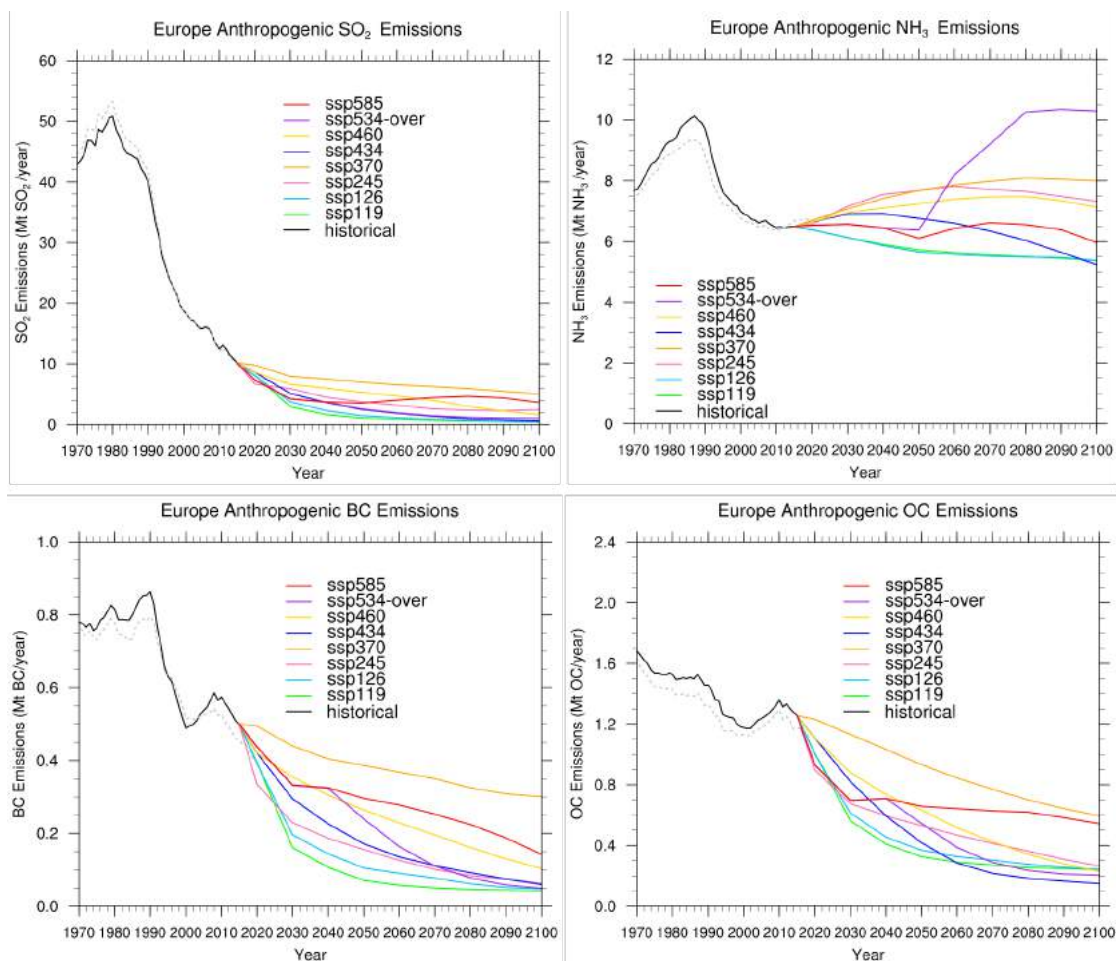 Europe Anthropogenic SO₂ Emissions
SO₂ Emissions (Mt SO₂ /year)
60
50
40
30
20
10
0
ssp585
ssp534-over
ssp460
ssp434
ssp370
ssp245
ssp126
ssp119
historical
1970 1980 1990 2000 2010 2020 2030 2040 2050 2060 2070 2080 2090 2100
Year
Europe Anthropogenic NH₃ Emissions
NH₃ Emissions (Mt NH₃ /year)
12
10
8
6
4
2
0
ssp585
ssp534-over
ssp460
ssp434
ssp370
ssp245
ssp126
ssp119
historical
1970 1980 1990 2000 2010 2020 2030 2040 2050 2060 2070 2080 2090 2100
Year
Europe Anthropogenic BC Emissions
BC Emissions (Mt BC/year)
1.0
0.8
0.6
0.4
0.2
0.0
ssp585
ssp534-over
ssp460
ssp434
ssp370
ssp245
ssp126
ssp119
historical
1970 1980 1990 2000 2010 2020 2030 2040 2050 2060 2070 2080 2090 2100
Year
Europe Anthropogenic OC Emissions
OC Emissions (Mt OC/year)
2.4
2.0
1.6
1.2
0.8
0.4
0.0
ssp585
ssp534-over
ssp460
ssp434
ssp370
ssp245
ssp126
ssp119
historical
1970 1980 1990 2000 2010 2020 2030 2040 2050 2060 2070 2080 2090 2100
Year